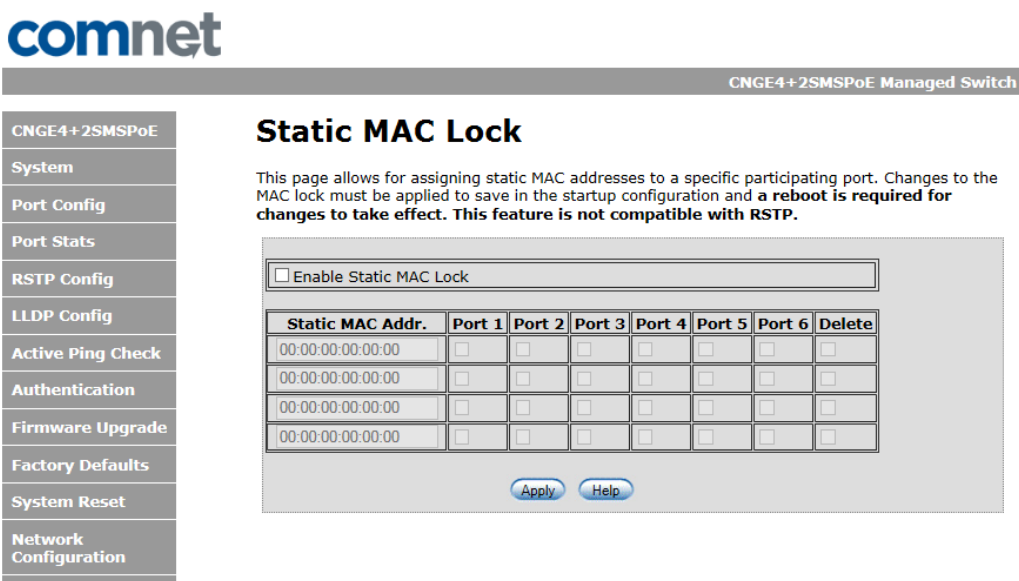 comnet
CNGE4+2SMSPoE Managed Switch
CNGE4+2SMSPoE
System
Port Config
Port Stats
RSTP Config
LLDP Config
Active Ping Check
Authentication
Firmware Upgrade
Factory Defaults
System Reset
Network
Configuration
Static MAC Lock
This page allows for assigning static MAC addresses to a specific participating port. Changes to the
MAC lock must be applied to save in the startup configuration and a reboot is required for
changes to take effect. This feature is not compatible with RSTP.
Enable Static MAC Lock
Static MAC Addr. Port 1 Port 2 Port 3 Port 4 Port 5 Port 6 Delete
00:00:00:00:00:00
00:00:00:00:00:00
00:00:00:00:00:00
00:00:00:00:00:00
Apply Help